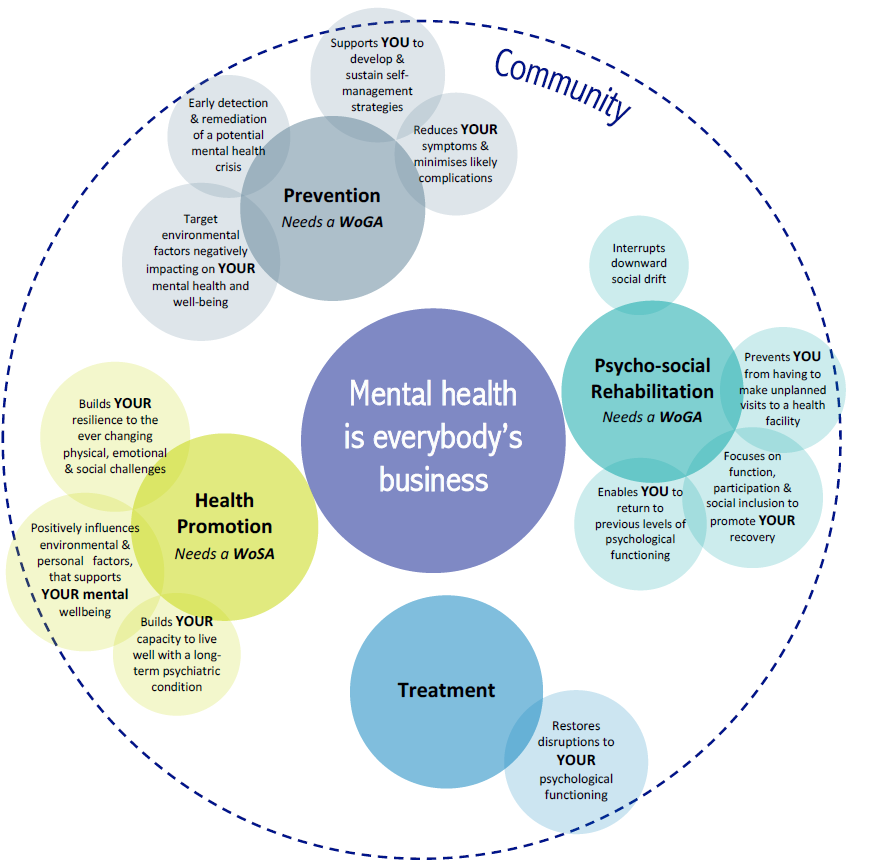 Community
Supports YOU to
develop &
sustain self-
management
strategies
Early detection
& remediation
of a potential
mental health
crisis
Reduces YOUR
symptoms &
minimises likely
complications
Prevention
Needs a WoGA
Target
environmental
factors negatively
impacting on YOUR
mental health and
well-being
Interrupts
downward
social drift
Psycho-social
Rehabilitation
Needs a WoGA
Prevents YOU
from having to
make unplanned
visits to a health
facility
Focuses on
function,
participation &
social inclusion to
promote YOUR
recovery
Enables YOU to
return to
previous levels of
psychological
functioning
Mental health
is everybody's
business
Builds YOUR
resilience to the
ever changing
physical, emotional
& social challenges
Health
Promotion
Needs a WoSA
Positively influences
environmental &
personal factors,
that supports
YOUR mental
wellbeing
Builds YOUR
capacity to live
well with a long-
term psychiatric
condition
Treatment
Restores
disruptions to
YOUR
psychological
functioning